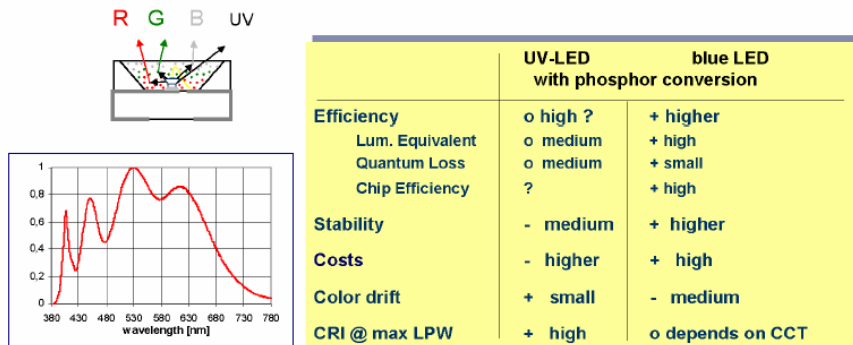 R G B UV
UV-LED blue LED
with phosphor conversion
Efficiency o high ? + higher
Lum. Equivalent o medium + high
Quantum Loss o medium + small
Chip Efficiency ? + high
Stability - medium + higher
Costs - higher + high
Color drift + small - medium
CRI @ max LPW + high o depends on CCT
1
0,8
0,6
0,4
0,2
0
380 430 480 530 580 630 680 730 780
wavelength [nm]